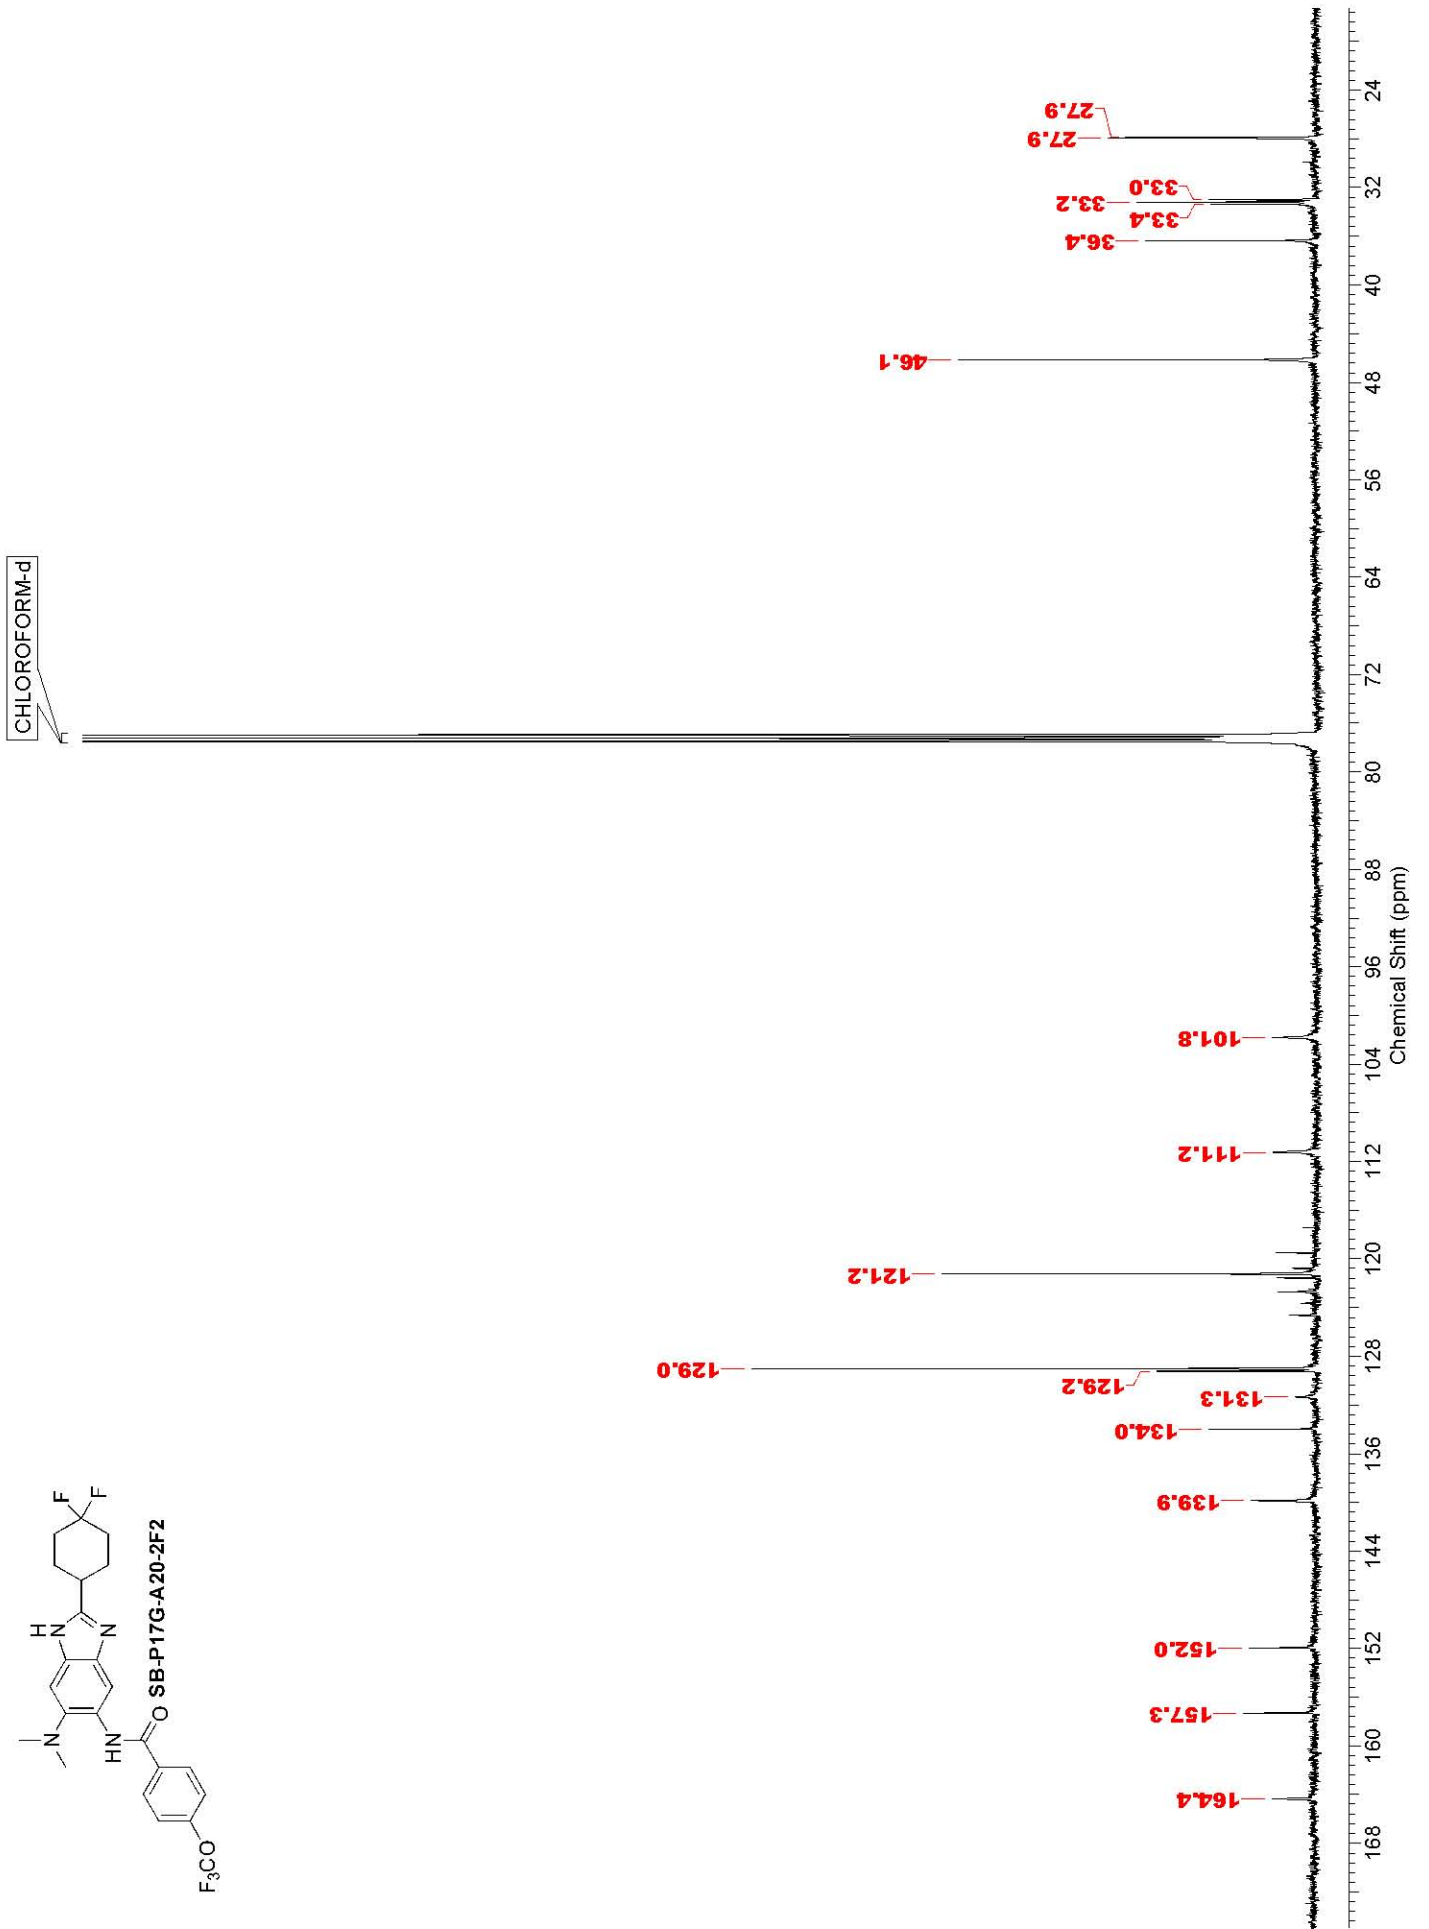 CHLOROFORM-d
H
N
N
N
HN
O
F
F
F₃CO
SB-P17G-A20-2F2
164.4
157.3
152.0
139.9
134.0
131.3
129.2
129.0
121.2
111.2
101.8
46.1
36.4
33.4
33.2
33.0
27.9
27.9
168 160 152 144 136 128 120 112 104 96 88 80 72 64 56 48 40 32 24
Chemical Shift (ppm)